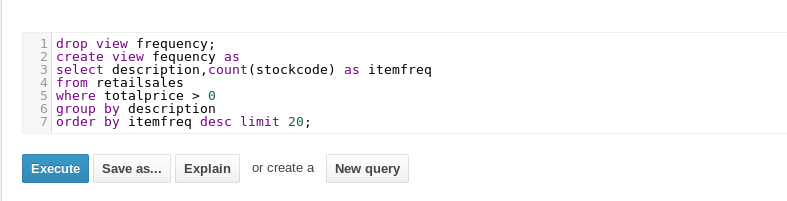 1 drop view frequency;
2 create view fequency as
3 select description,count(stockcode) as itemfreq
4 from retailsales
5 where totalprice > 0
6 group by description
7 order by itemfreq desc limit 20;
Execute Save as... Explain or create a New query